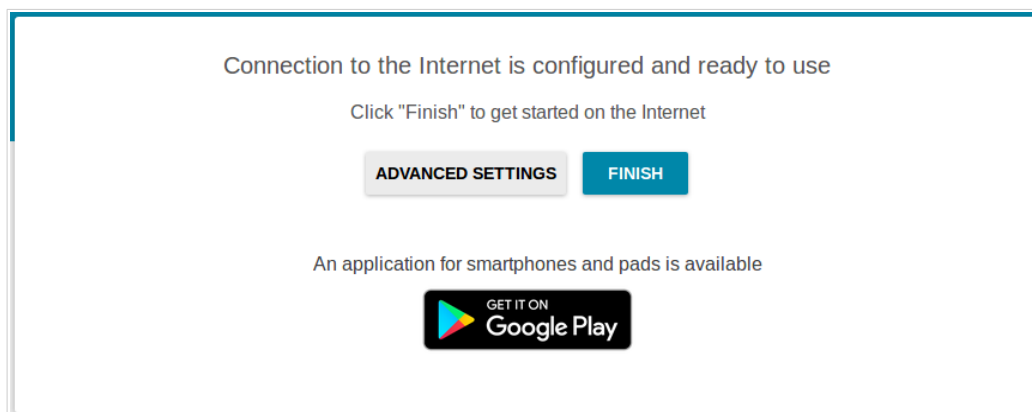 Connection to the Internet is configured and ready to use
Click "Finish" to get started on the Internet
ADVANCED SETTINGS FINISH
An application for smartphones and pads is available
GET IT ON
Google Play